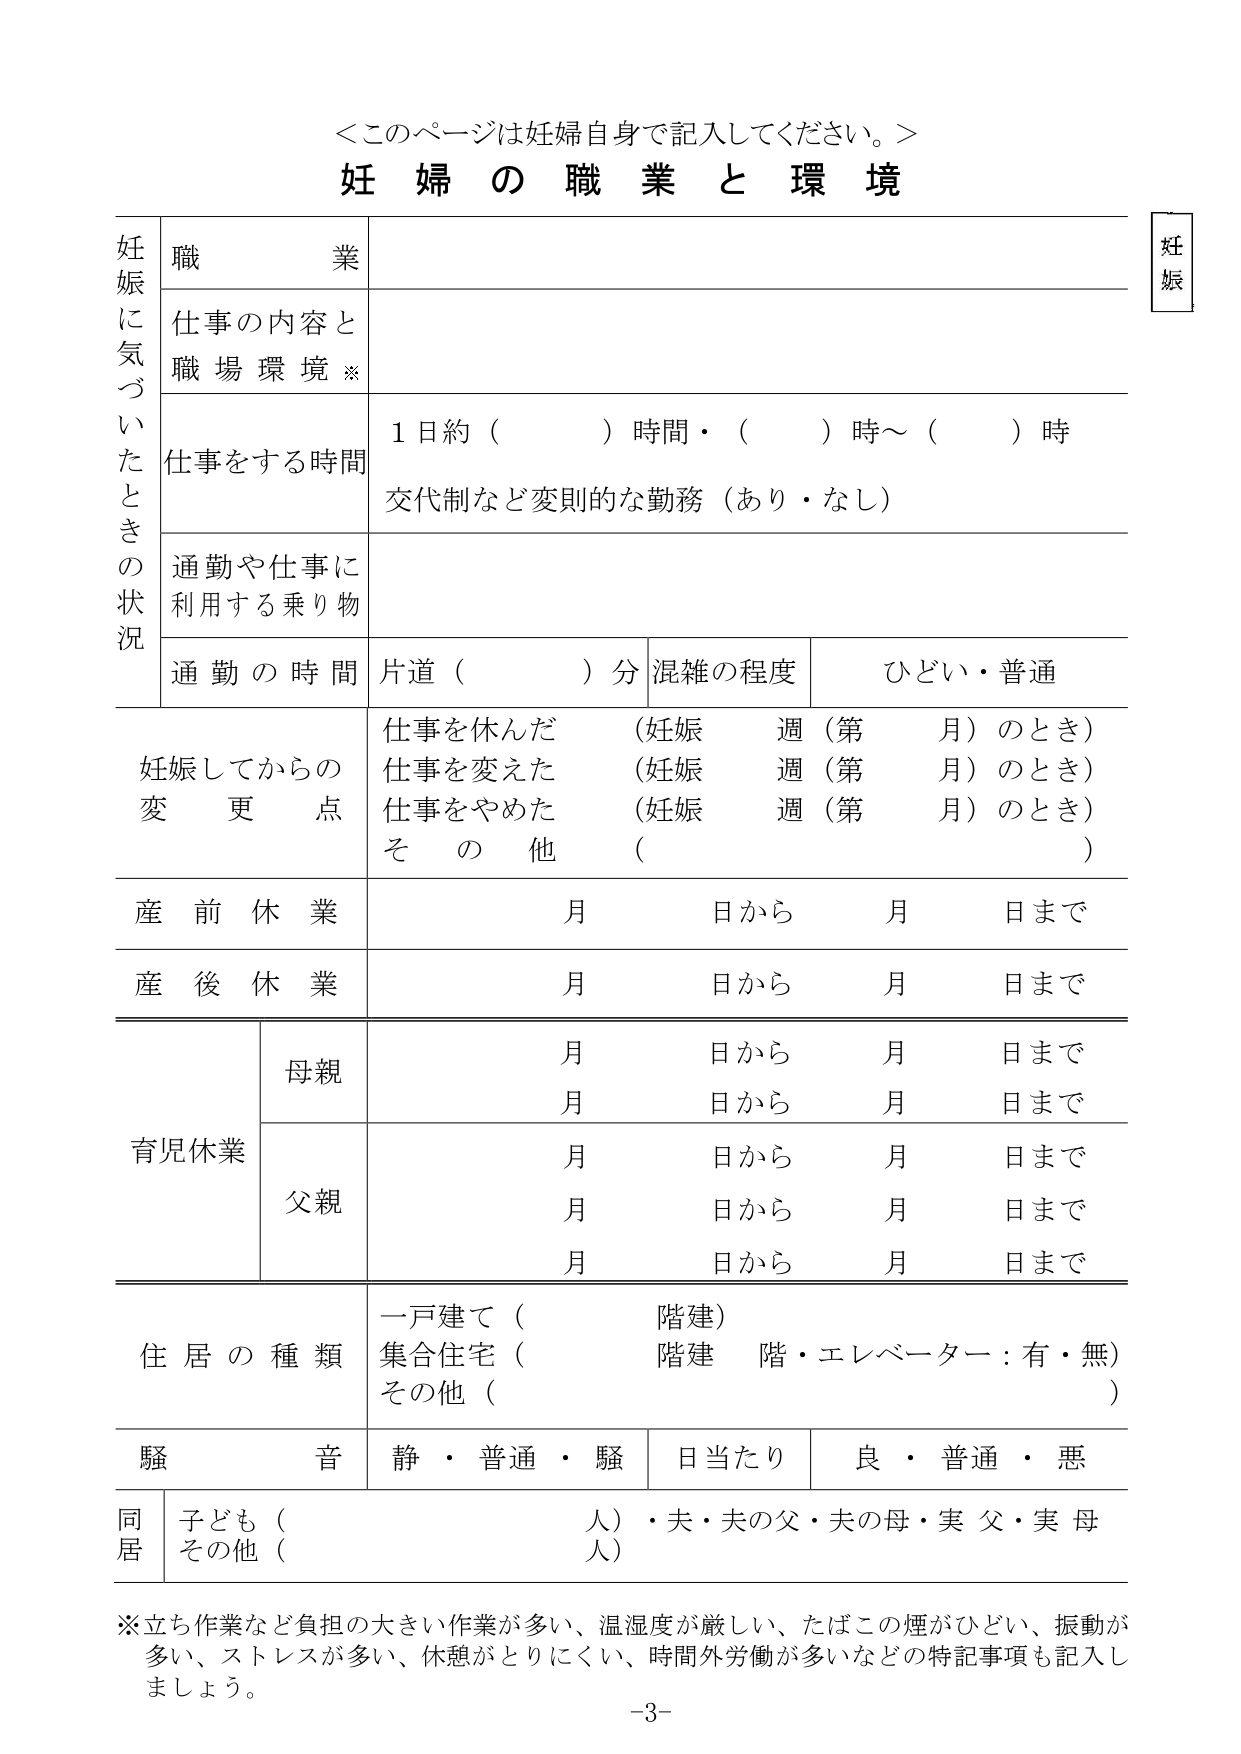 ＜このページは妊婦自身で記入してください。＞
妊婦の職業と環境
妊娠
妊娠に気づいたときの状況
職業
仕事の内容と
職場環境※
仕事をする時間
1日約（　）時間・（　）時～（　）時
交代制など変則的な勤務（あり・なし）
通勤や仕事に
利用する乗り物
通勤の時間 片道（　）分 混雑の程度 ひどい・普通
妊娠してからの
変更点
仕事を休んだ （妊娠　週（第　月）のとき）
仕事を変えた （妊娠　週（第　月）のとき）
仕事をやめた （妊娠　週（第　月）のとき）
その他 （　）
産前休業 月　日から　月　日まで
産後休業 月　日から　月　日まで
育児休業
母親
月　日から　月　日まで
月　日から　月　日まで
父親
月　日から　月　日まで
月　日から　月　日まで
月　日から　月　日まで
住居の種類
一戸建て（　階建）
集合住宅（　階建　階・エレベーター：有・無）
その他（　）
騒音 静・普通・騒 日当たり 良・普通・悪
同居
子ども（　人）・夫・夫の父・夫の母・実父・実母
その他（　人）
※立ち作業など負担の大きい作業が多い、温湿度が厳しい、たばこの煙がひどい、振動が
多い、ストレスが多い、休憩がとりにくい、時間外労働が多いなどの特記事項も記入し
ましょう。
-3-